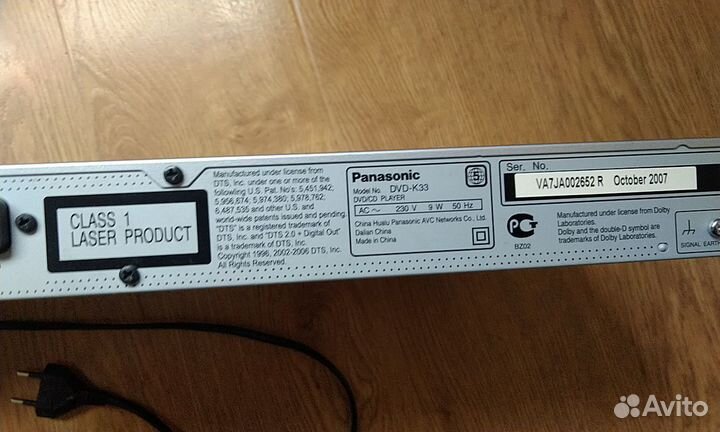 CLASS 1
LASER PRODUCT
Manufactured under license from
DTS, Inc. under one or more of the
following U.S. Pat. No's: 5,451,942;
5,956,674; 5,974,380; 5,978,762;
6,487,535 and other U.S. and
world-wide patents issued and pending.
"DTS" is a registered trademark of
DTS, Inc. and "DTS 2.0 + Digital Out"
is a trademark of DTS, Inc.
Copyright 1996, 2002-2006 DTS, Inc.
All Rights Reserved.
Panasonic
5
Model No. DVD-K33
DVD/CD PLAYER
AC ~ 230 V 9 W 50 Hz
China Hualu Panasonic AVC Networks Co., Ltd.
Dalian China
Made in China
Ser. No.
VA7JA002652 R October 2007
БZ02
Manufactured under license from Dolby
Laboratories.
Dolby and the double-D symbol are
trademarks of Dolby Laboratories.
SIGNAL EARTH
Avito